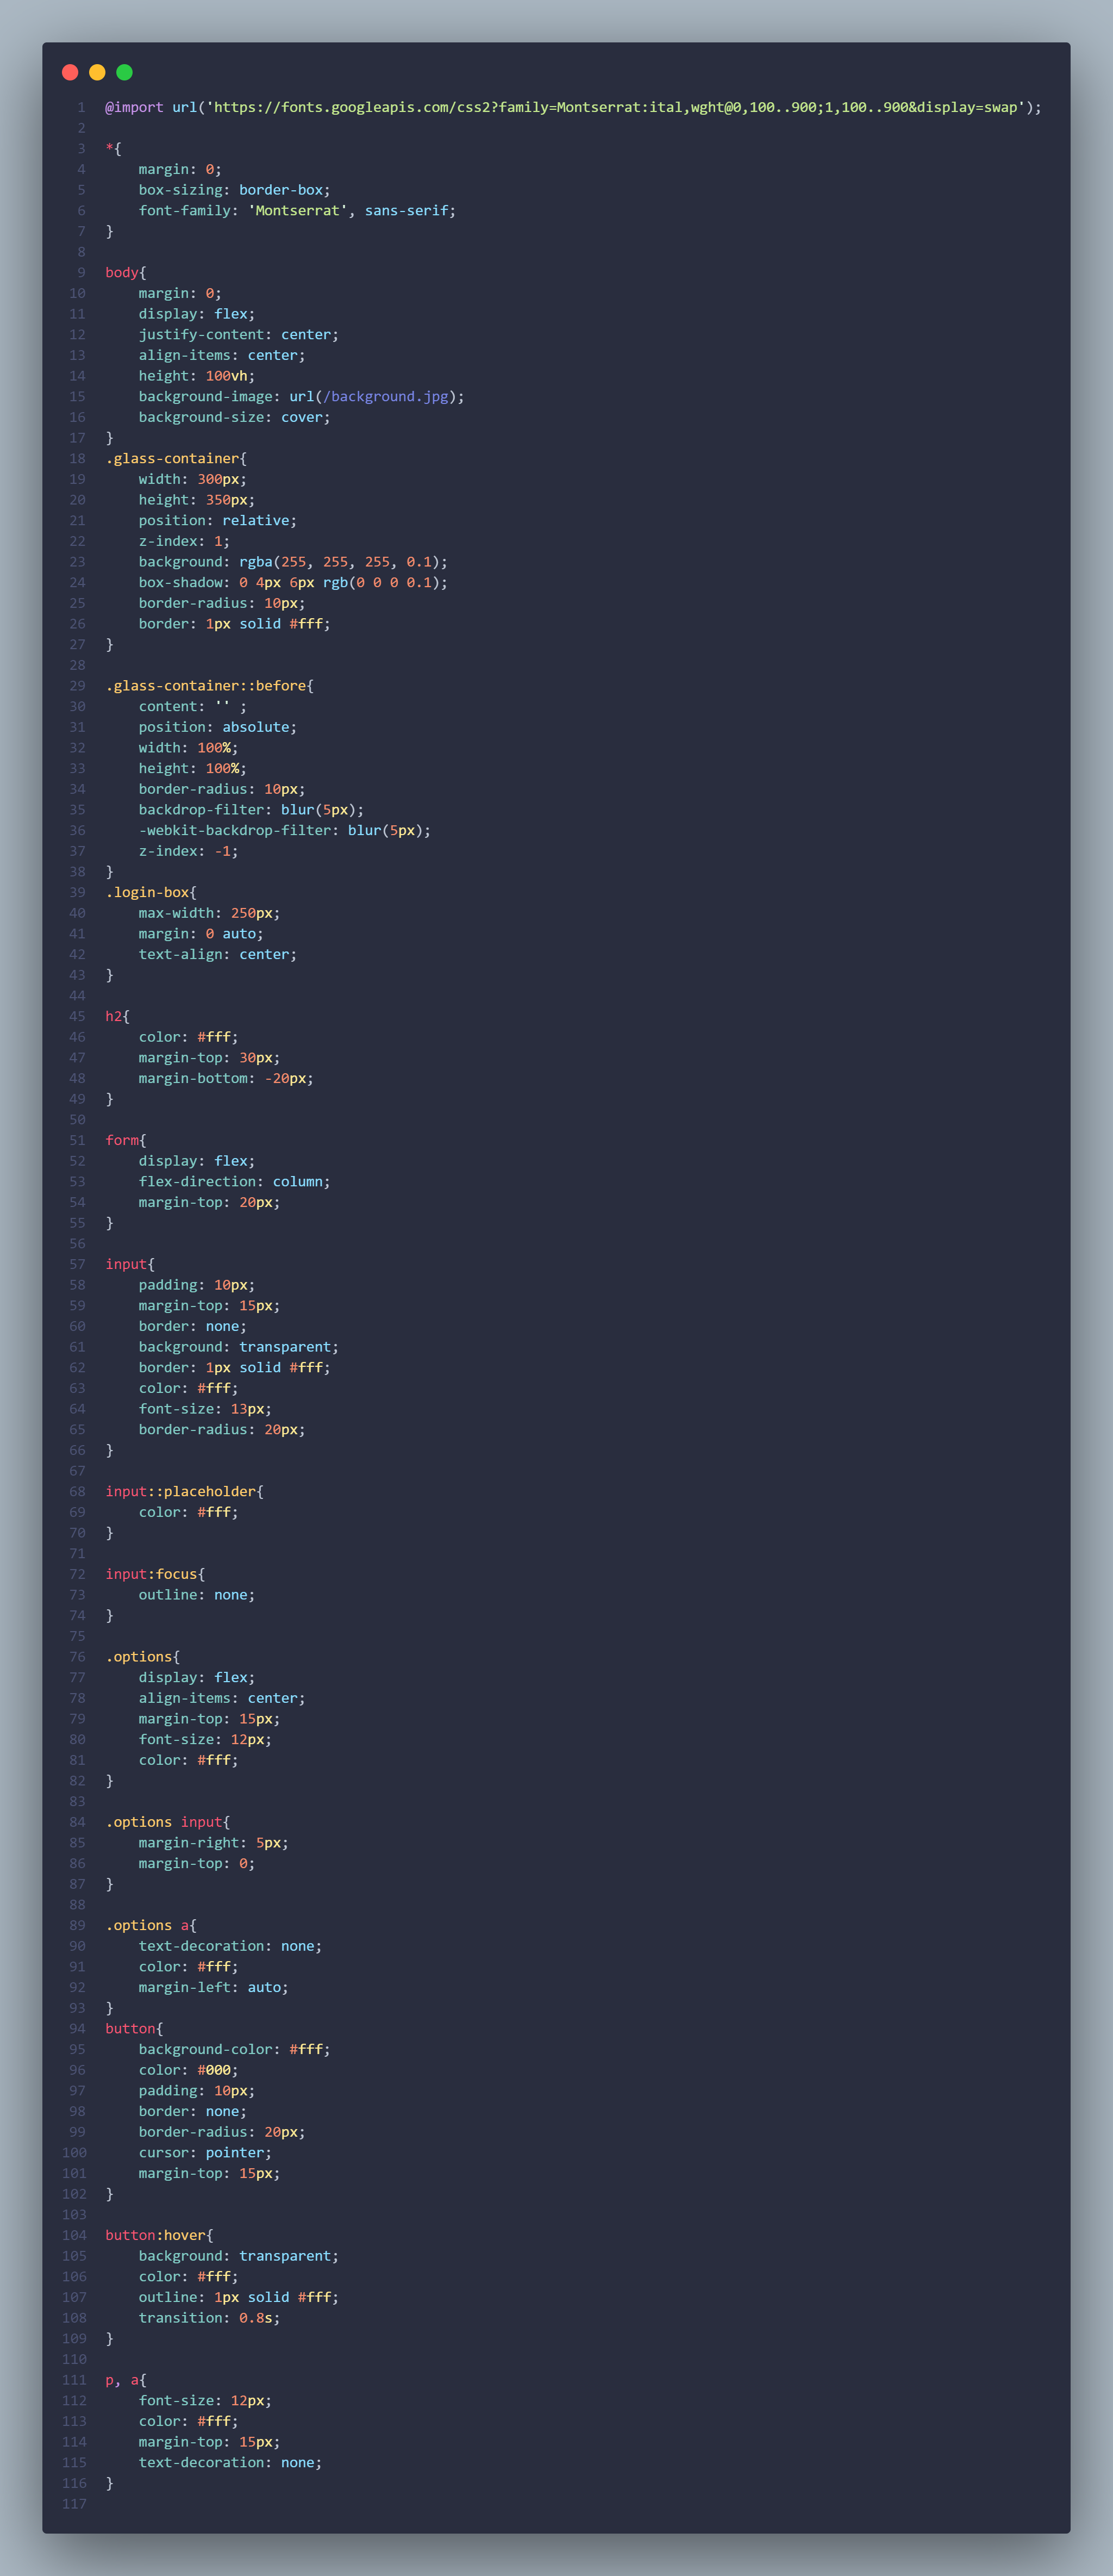 1 @import url('https://fonts.googleapis.com/css2?family=Montserrat:ital,wght@0,100..900;1,100..900&display=swap');
2
3 *{
4     margin: 0;
5     box-sizing: border-box;
6     font-family: 'Montserrat', sans-serif;
7 }
8
9 body{
10     margin: 0;
11     display: flex;
12     justify-content: center;
13     align-items: center;
14     height: 100vh;
15     background-image: url(/background.jpg);
16     background-size: cover;
17 }
18 .glass-container{
19     width: 300px;
20     height: 350px;
21     position: relative;
22     z-index: 1;
23     background: rgba(255, 255, 255, 0.1);
24     box-shadow: 0 4px 6px rgb(0 0 0 0.1);
25     border-radius: 10px;
26     border: 1px solid #fff;
27 }
28
29 .glass-container::before{
30     content: '' ;
31     position: absolute;
32     width: 100%;
33     height: 100%;
34     border-radius: 10px;
35     backdrop-filter: blur(5px);
36     -webkit-backdrop-filter: blur(5px);
37     z-index: -1;
38 }
39 .login-box{
40     max-width: 250px;
41     margin: 0 auto;
42     text-align: center;
43 }
44
45 h2{
46     color: #fff;
47     margin-top: 30px;
48     margin-bottom: -20px;
49 }
50
51 form{
52     display: flex;
53     flex-direction: column;
54     margin-top: 20px;
55 }
56
57 input{
58     padding: 10px;
59     margin-top: 15px;
60     border: none;
61     background: transparent;
62     border: 1px solid #fff;
63     color: #fff;
64     font-size: 13px;
65     border-radius: 20px;
66 }
67
68 input::placeholder{
69     color: #fff;
70 }
71
72 input:focus{
73     outline: none;
74 }
75
76 .options{
77     display: flex;
78     align-items: center;
79     margin-top: 15px;
80     font-size: 12px;
81     color: #fff;
82 }
83
84 .options input{
85     margin-right: 5px;
86     margin-top: 0;
87 }
88
89 .options a{
90     text-decoration: none;
91     color: #fff;
92     margin-left: auto;
93 }
94 button{
95     background-color: #fff;
96     color: #000;
97     padding: 10px;
98     border: none;
99     border-radius: 20px;
100     cursor: pointer;
101     margin-top: 15px;
102 }
103
104 button:hover{
105     background: transparent;
106     color: #fff;
107     outline: 1px solid #fff;
108     transition: 0.8s;
109 }
110
111 p, a{
112     font-size: 12px;
113     color: #fff;
114     margin-top: 15px;
115     text-decoration: none;
116 }
117